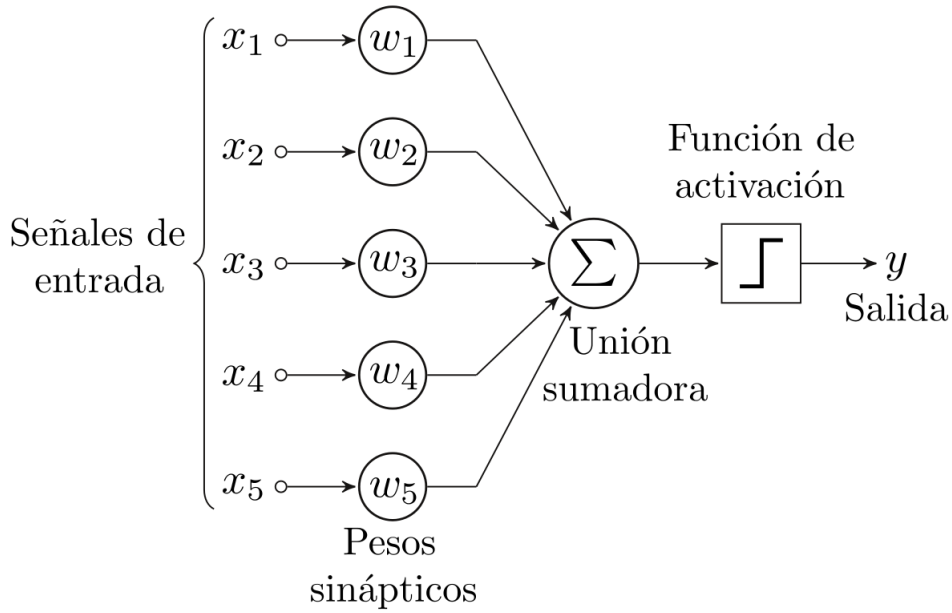 x₁ w₁
x₂ w₂
Función de
activación
Señales de
entrada
x₃ w₃ Σ y
Salida
Unión
sumadora
x₄ w₄
x₅ w₅
Pesos
sinápticos